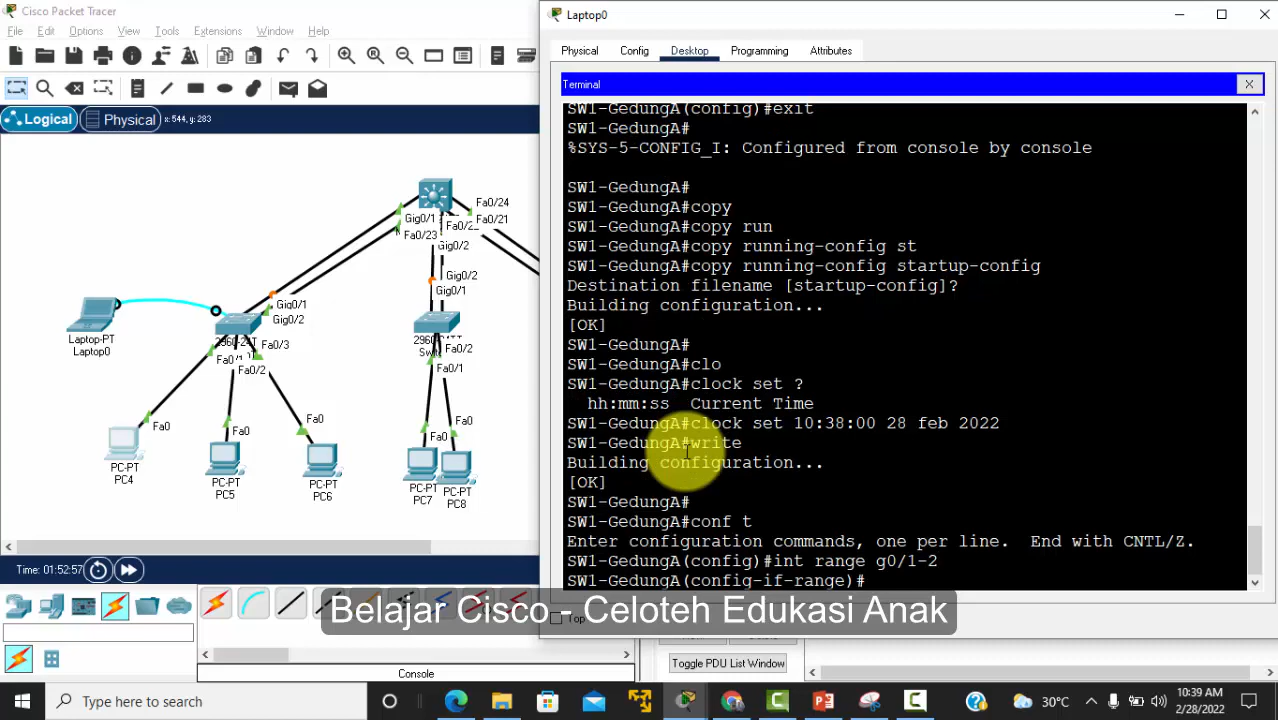 Cisco Packet Tracer
File Edit Options View Tools Extensions Window Help
Logical Physical x: 544, y: 283
Fa0/24
Gig0/1 Fa0/21
Fa0/23
Gig0/2
Gig0/2
Gig0/1
Gig0/1
Gig0/2
Laptop-PT
Laptop0
Fa0/3
Fa0/2
Fa0/2
Fa0/1
Fa0
Fa0
Fa0
Fa0
Fa0
PC-PT
PC4
PC-PT
PC5
PC-PT
PC6
PC-PT
PC7
PC-PT
PC8
Time: 01:52:57
Console
Laptop0
Physical Config Desktop Programming Attributes
Terminal X
SW1-GedungA(config)#exit
SW1-GedungA#
%SYS-5-CONFIG_I: Configured from console by console
SW1-GedungA#
SW1-GedungA#copy
SW1-GedungA#copy run
SW1-GedungA#copy running-config st
SW1-GedungA#copy running-config startup-config
Destination filename [startup-config]?
Building configuration...
[OK]
SW1-GedungA#
SW1-GedungA#clo
SW1-GedungA#clock set ?
hh:mm:ss Current Time
SW1-GedungA#clock set 10:38:00 28 feb 2022
SW1-GedungA#write
Building configuration...
[OK]
SW1-GedungA#
SW1-GedungA#conf t
Enter configuration commands, one per line. End with CNTL/Z.
SW1-GedungA(config)#int range g0/1-2
SW1-GedungA(config-if-range)#
Top
Belajar Cisco - Celoteh Edukasi Anak
Toggle PDU List Window
Type here to search
30°C
10:39 AM
2/28/2022